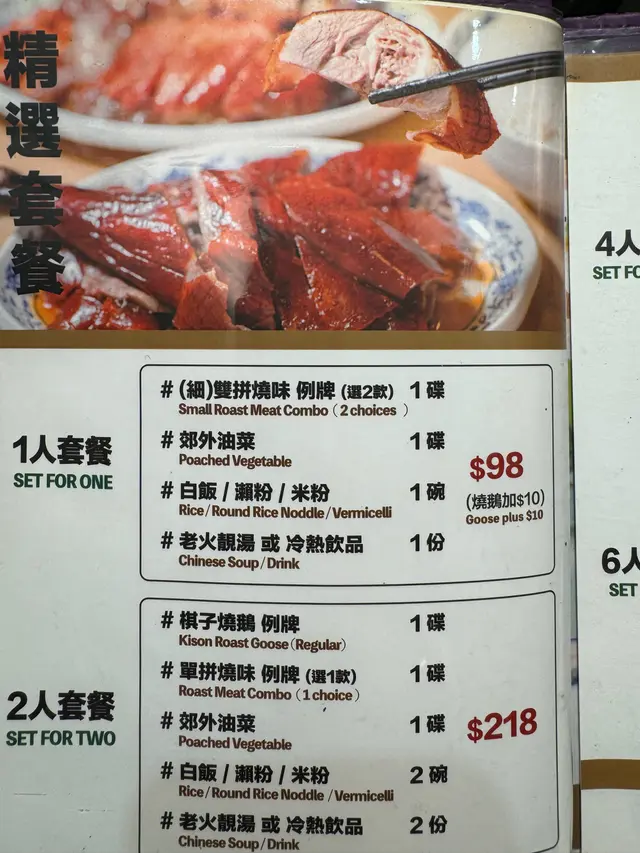 精選套餐
1人套餐
SET FOR ONE
# (細)雙拼燒味 例牌 (選2款) 1 碟
Small Roast Meat Combo ( 2 choices )
# 郊外油菜 1 碟
Poached Vegetable
# 白飯 / 瀨粉 / 米粉 1 碗
Rice / Round Rice Noddle / Vermicelli
# 老火靚湯 或 冷熱飲品 1 份
Chinese Soup / Drink
$98
(燒鵝加$10)
Goose plus $10
2人套餐
SET FOR TWO
# 棋子燒鵝 例牌 1 碟
Kison Roast Goose (Regular)
# 單拼燒味 例牌 (選1款) 1 碟
Roast Meat Combo ( 1 choice )
# 郊外油菜 1 碟
Poached Vegetable
# 白飯 / 瀨粉 / 米粉 2 碗
Rice / Round Rice Noddle / Vermicelli
# 老火靚湯 或 冷熱飲品 2 份
Chinese Soup / Drink
$218
4人
SET FO
6人
SET